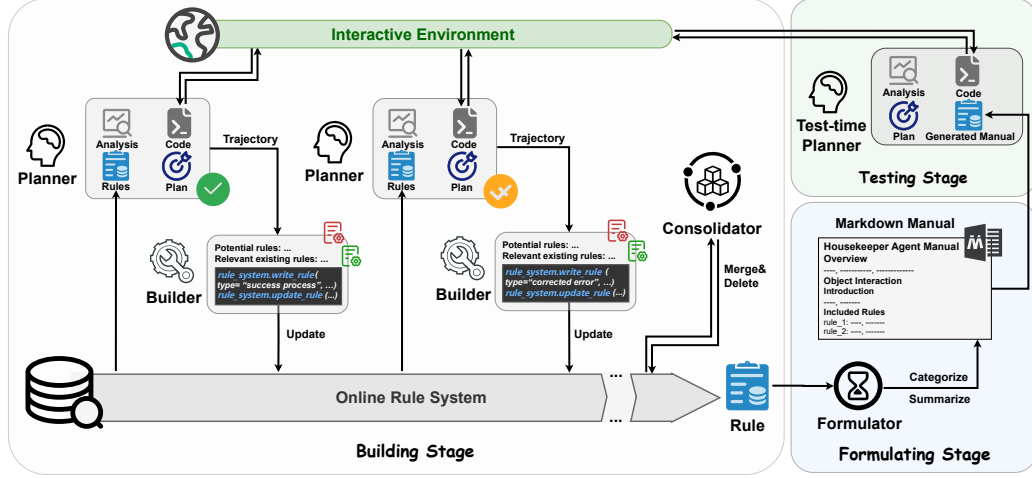 Interactive Environment
Analysis
Code
Rules
Plan
Planner
Trajectory
Potential rules: ...
Relevant existing rules: ...
rule_system.write_rule (
type= "success process", ...)
rule_system.update_rule (...)
Builder
Update
Analysis
Code
Rules
Plan
Planner
Trajectory
Potential rules: ...
Relevant existing rules: ...
rule_system.write_rule (
type="corrected error", ...)
rule_system.update_rule (...)
Builder
Update
Consolidator
Merge&
Delete
Online Rule System
...
...
Rule
Building Stage
Analysis
Code
Plan
Generated Manual
Test-time
Planner
Testing Stage
Markdown Manual
M
Housekeeper Agent Manual
Overview
----, -----------, -------------
Object Interaction
Introduction
----, -------
Included Rules
rule_1: ----, -------
rule_2: ----, -------
Categorize
Summarize
Formulator
Formulating Stage